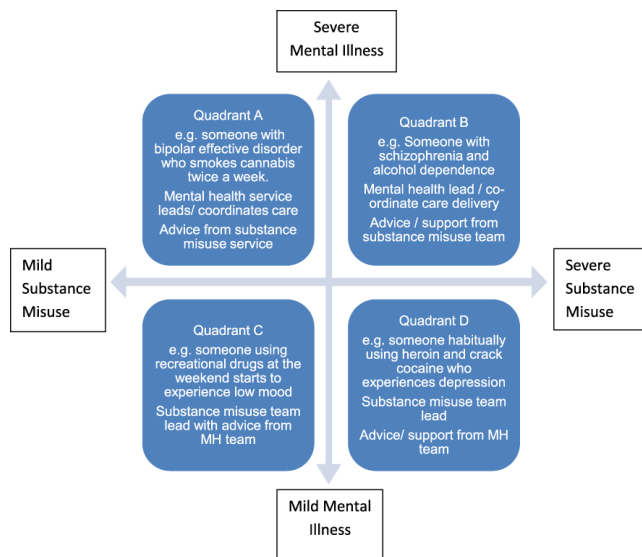 Severe
Mental Illness
Quadrant A
e.g. someone with
bipolar effective disorder
who smokes cannabis
twice a week.
Mental health service
leads/ coordinates care
Advice from substance
misuse service
Quadrant B
e.g. Someone with
schizophrenia and
alcohol dependence
Mental health lead / co-
ordinate care delivery
Advice / support from
substance misuse team
Mild
Substance
Misuse
Severe
Substance
Misuse
Quadrant C
e.g. someone using
recreational drugs at the
weekend starts to
experience low mood
Substance misuse team
lead with advice from
MH team
Quadrant D
e.g. someone habitually
using heroin and crack
cocaine who
experiences depression
Substance misuse team
lead
Advice/ support from MH
team
Mild Mental
Illness